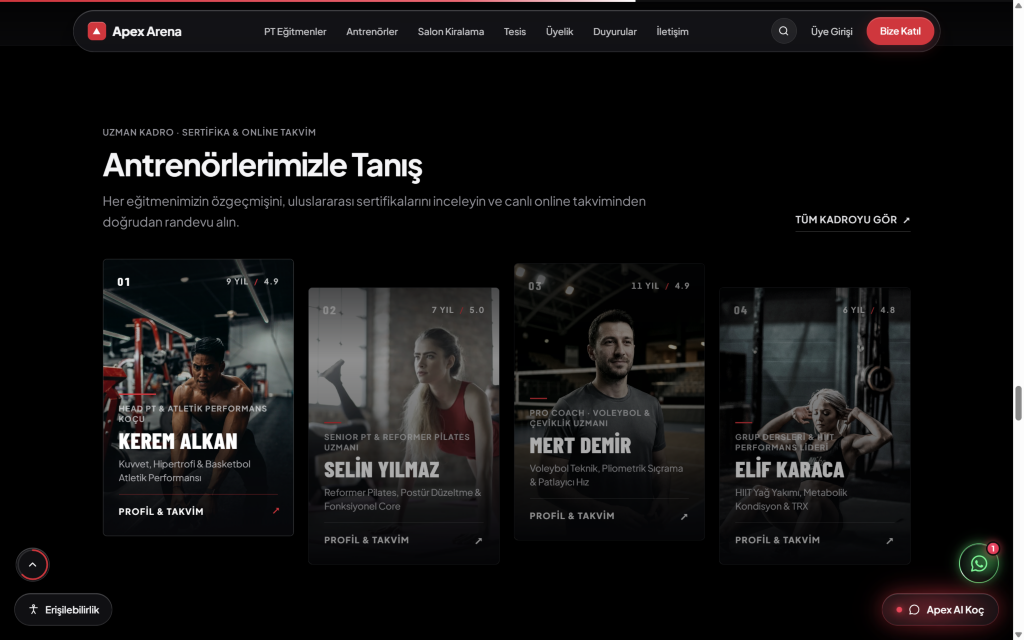 Apex Arena
PT Eğitmenler
Antrenörler
Salon Kiralama
Tesis
Üyelik
Duyurular
İletişim
Üye Girişi
Bize Katıl
UZMAN KADRO · SERTİFİKA & ONLİNE TAKVİM
Antrenörlerimizle Tanış
Her eğitmenimizin özgeçmişini, uluslararası sertifikalarını inceleyin ve canlı online takviminden
doğrudan randevu alın.
TÜM KADROYU GÖR ↗
01
9 YIL / 4.9
HEAD PT & ATLETİK PERFORMANS
KOÇU
KEREM ALKAN
Kuvvet, Hipertrofi & Basketbol
Atletik Performansı
PROFİL & TAKVİM ↗
02
7 YIL / 5.0
SENIOR PT & REFORMER PİLATES
UZMANI
SELİN YILMAZ
Reformer Pilates, Postür Düzeltme &
Fonksiyonel Core
PROFİL & TAKVİM ↗
03
11 YIL / 4.9
PRO COACH - VOLEYBOL &
ÇEVİKLİK UZMANI
MERT DEMİR
Voleybol Teknik, Pliometrik Sıçrama
& Patlayıcı Hız
PROFİL & TAKVİM ↗
04
6 YIL / 4.8
GRUP DERSLERİ & HIIT
PERFORMANS LİDERİ
ELİF KARACA
HIIT Yağ Yakımı, Metabolik
Kondisyon & TRX
PROFİL & TAKVİM ↗
1
Erişilebilirlik
Apex AI Koç